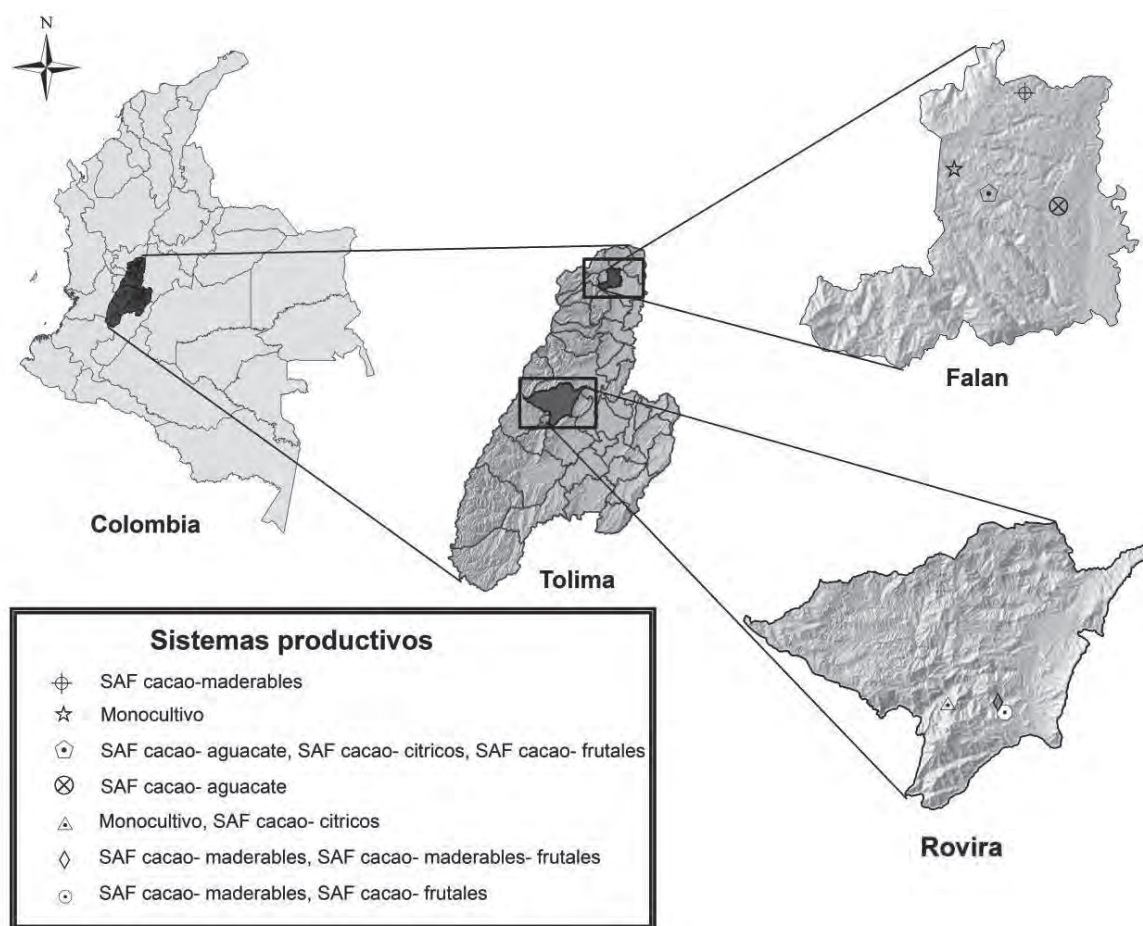 N
Colombia
Tolima
Falan
Rovira
Sistemas productivos
SAF cacao-maderables
Monocultivo
SAF cacao- aguacate, SAF cacao- citricos, SAF cacao- frutales
SAF cacao- aguacate
Monocultivo, SAF cacao- citricos
SAF cacao- maderables, SAF cacao- maderables- frutales
SAF cacao- maderables, SAF cacao- frutales